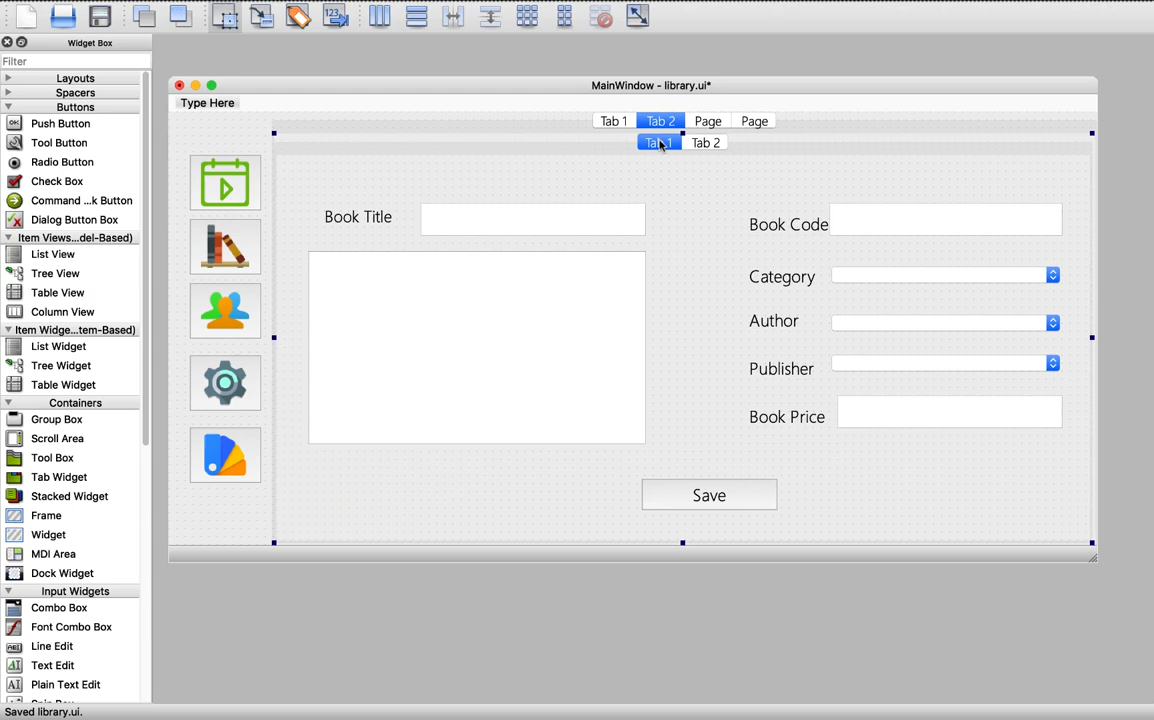 123
Widget Box
Filter
Layouts
Spacers
Buttons
OK
Push Button
Tool Button
Radio Button
Check Box
Command ...k Button
Dialog Button Box
Item Views...del-Based)
List View
Tree View
Table View
Column View
Item Widge...tem-Based)
List Widget
Tree Widget
Table Widget
Containers
Group Box
Scroll Area
Tool Box
Tab Widget
Stacked Widget
Frame
Widget
MDI Area
Dock Widget
Input Widgets
Combo Box
Font Combo Box
ABI Line Edit
AI Text Edit
AI Plain Text Edit
Saved library.ui.
MainWindow - library.ui*
Type Here
Tab 1 Tab 2 Page Page
Tab 1 Tab 2
Book Title
Book Code
Category
Author
Publisher
Book Price
Save